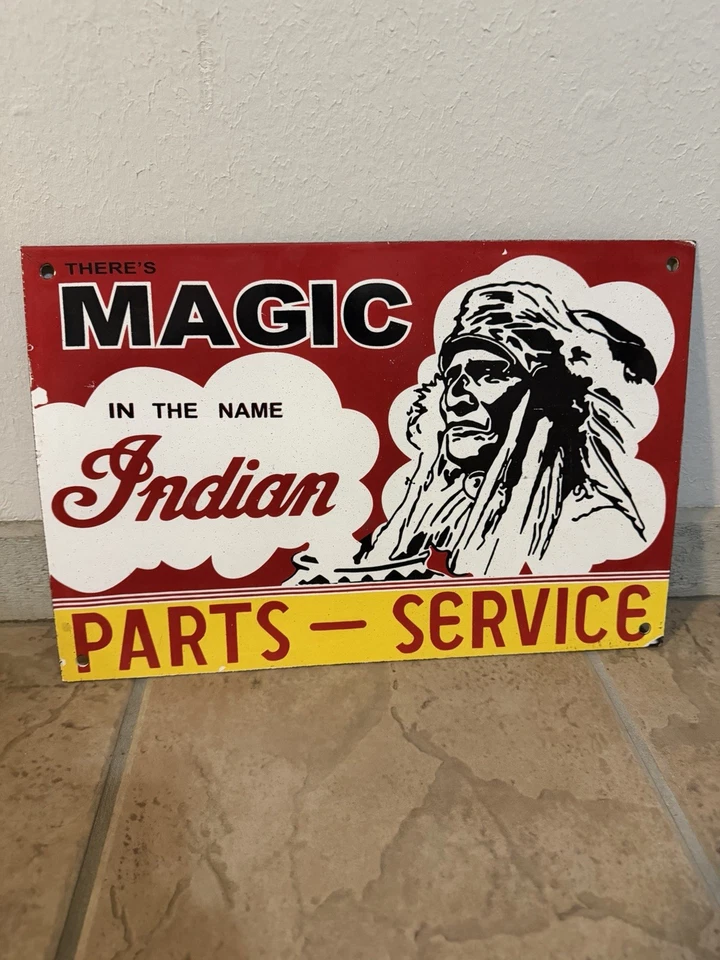 THERE'S
MAGIC
IN THE NAME
Indian
PARTS — SERVICE